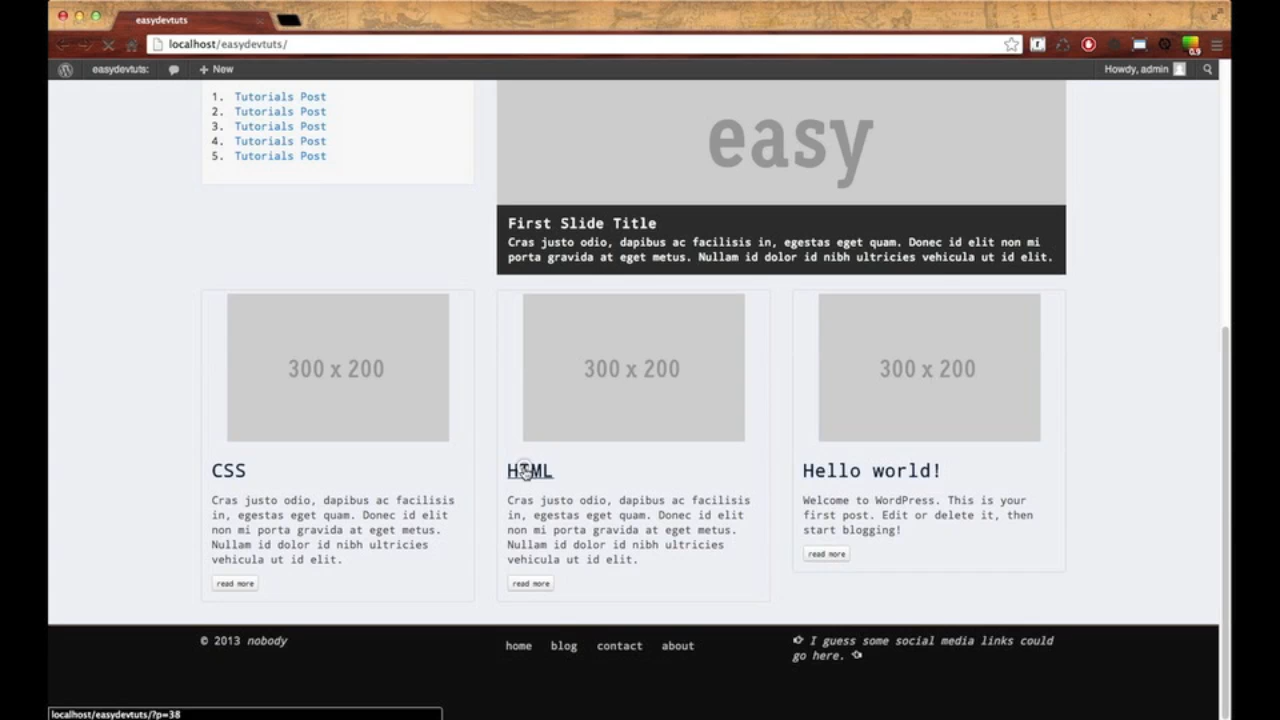 easydevtuts
localhost/easydevtuts/
0.9
easydevtuts:
+ New
Howdy, admin
1. Tutorials Post
2. Tutorials Post
3. Tutorials Post
4. Tutorials Post
5. Tutorials Post
easy
First Slide Title
Cras justo odio, dapibus ac facilisis in, egestas eget quam. Donec id elit non mi
porta gravida at eget metus. Nullam id dolor id nibh ultricies vehicula ut id elit.
300 x 200
300 x 200
300 x 200
CSS
Cras justo odio, dapibus ac facilisis
in, egestas eget quam. Donec id elit
non mi porta gravida at eget metus.
Nullam id dolor id nibh ultricies
vehicula ut id elit.
read more
HTML
Cras justo odio, dapibus ac facilisis
in, egestas eget quam. Donec id elit
non mi porta gravida at eget metus.
Nullam id dolor id nibh ultricies
vehicula ut id elit.
read more
Hello world!
Welcome to WordPress. This is your
first post. Edit or delete it, then
start blogging!
read more
© 2013 nobody
home blog contact about
I guess some social media links could
go here.
localhost/easydevtuts/?p=38